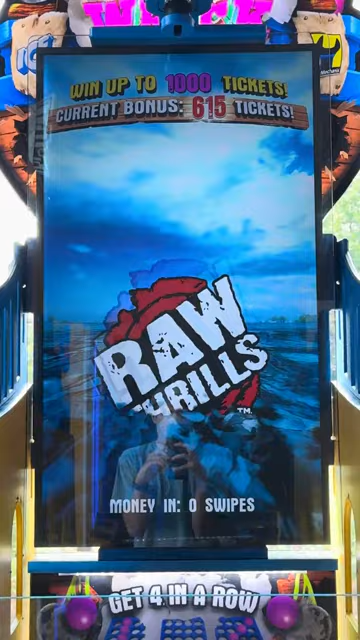 WIN UP TO 1000 TICKETS!
CURRENT BONUS: 615 TICKETS!
RAW
THRILLS
TM
MONEY IN: 0 SWIPES
GET 4 IN A ROW